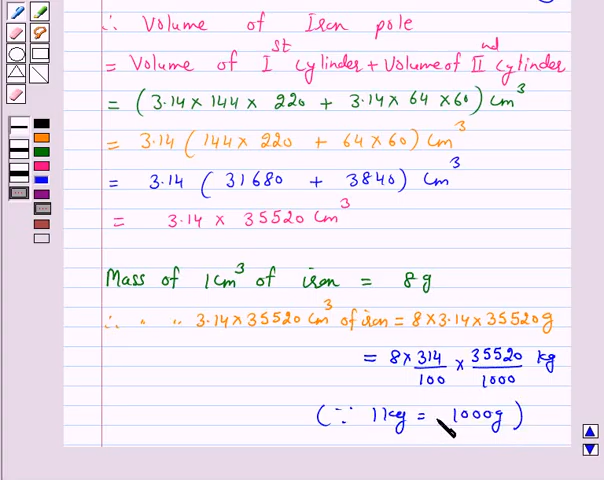 ∴ Volume of Iron pole
= Volume of I st Cylinder + Volume of II nd Cylinder
= (3.14 × 144 × 220 + 3.14 × 64 × 60) cm³
= 3.14 (144 × 220 + 64 × 60) cm³
= 3.14 (31680 + 3840) cm³
= 3.14 × 35520 cm³
Mass of 1cm³ of iron = 8g
∴ " " 3.14 × 35520 cm³ of iron = 8 × 3.14 × 35520 g
= 8 × 314/100 × 35520/1000 kg
(∵ 1kg = 1000g)